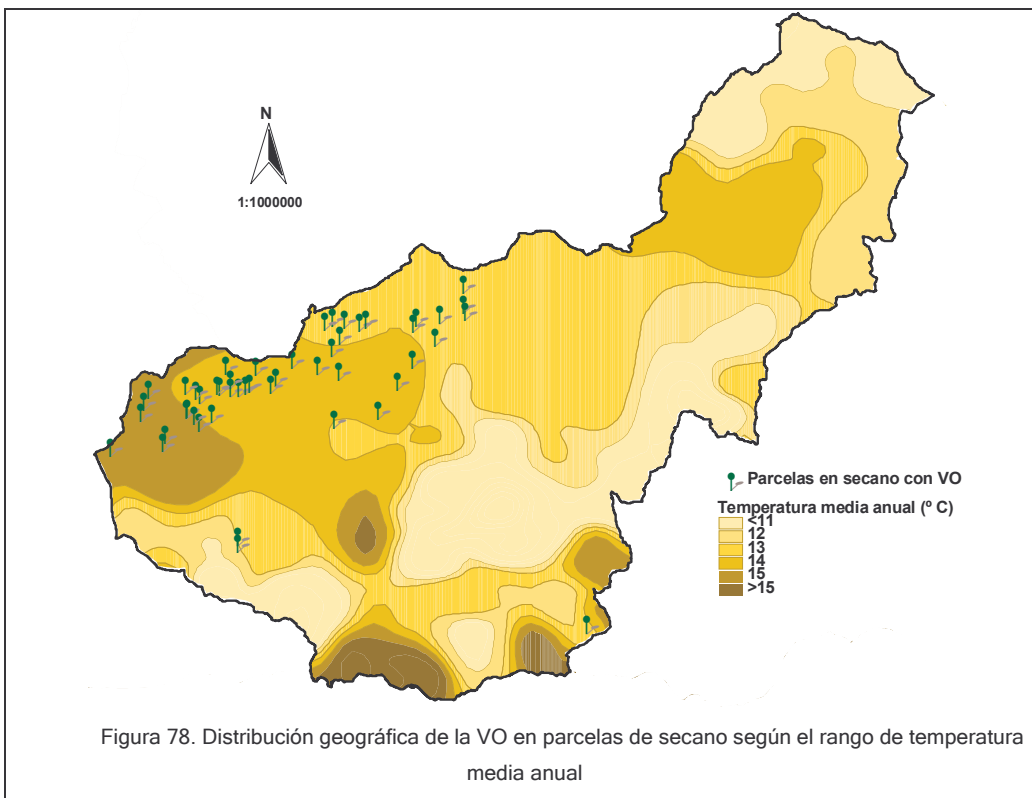 N
1:1000000
Parcelas en secano con VO
Temperatura media anual (º C)
<11
12
13
14
15
>15
Figura 78. Distribución geográfica de la VO en parcelas de secano según el rango de temperatura
media anual